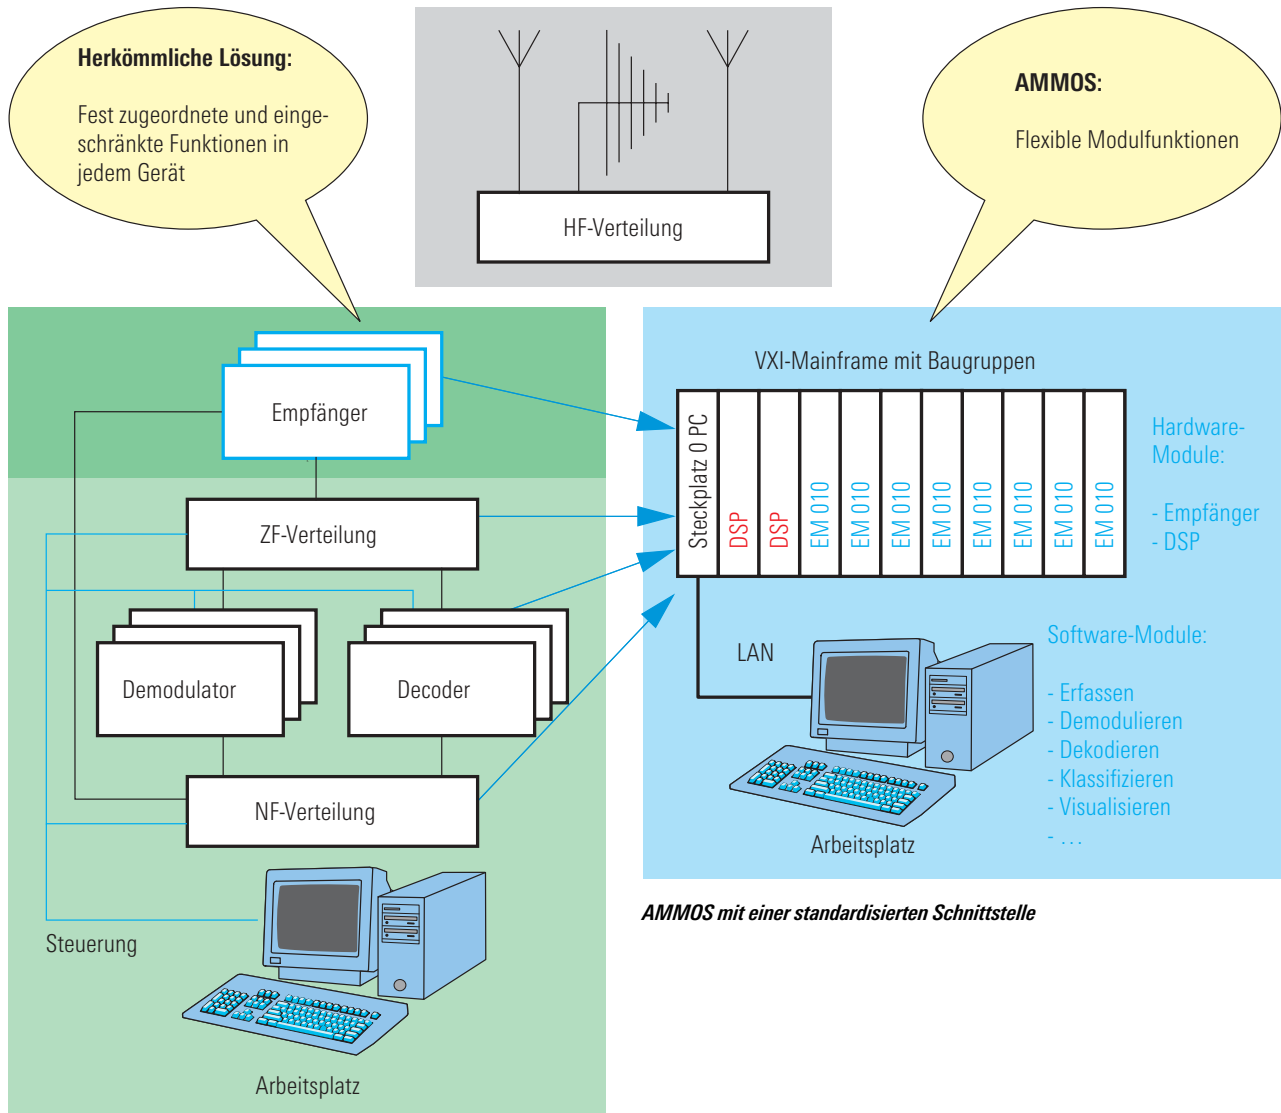 Herkömmliche Lösung:
Fest zugeordnete und einge-
schränkte Funktionen in
jedem Gerät
HF-Verteilung
AMMOS:
Flexible Modulfunktionen
Empfänger
ZF-Verteilung
Demodulator
Decoder
NF-Verteilung
Steuerung
Arbeitsplatz
VXI-Mainframe mit Baugruppen
Steckplatz 0 PC
DSP
DSP
EM 010
EM 010
EM 010
EM 010
EM 010
EM 010
EM 010
EM 010
Hardware-
Module:
- Empfänger
- DSP
LAN
Arbeitsplatz
Software-Module:
- Erfassen
- Demodulieren
- Dekodieren
- Klassifizieren
- Visualisieren
- ...
AMMOS mit einer standardisierten Schnittstelle